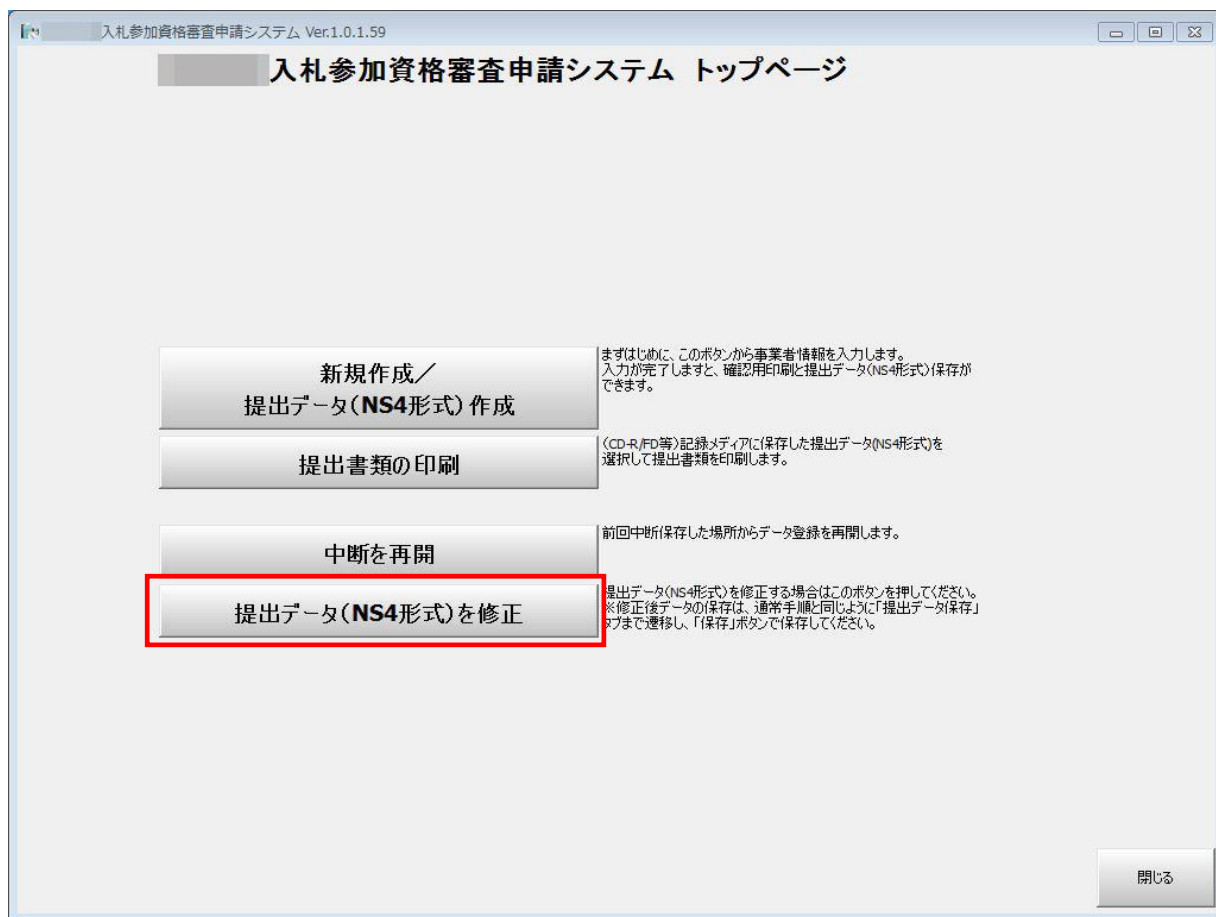 入札参加資格審査申請システム Ver.1.0.1.59
入札参加資格審査申請システム トップページ
新規作成／
提出データ(NS4形式)作成
まずはじめに、このボタンから事業者情報を入力します。
入力が完了しますと、確認用印刷と提出データ(NS4形式)保存が
できます。
提出書類の印刷
(CD-R/FD等)記録メディアに保存した提出データ(NS4形式)を
選択して提出書類を印刷します。
中断を再開
前回中断保存した場所からデータ登録を再開します。
提出データ(NS4形式)を修正
提出データ(NS4形式)を修正する場合はこのボタンを押してください。
※修正後データの保存は、通常手順と同じように「提出データ保存」
タブまで遷移し、「保存」ボタンで保存してください。
閉じる